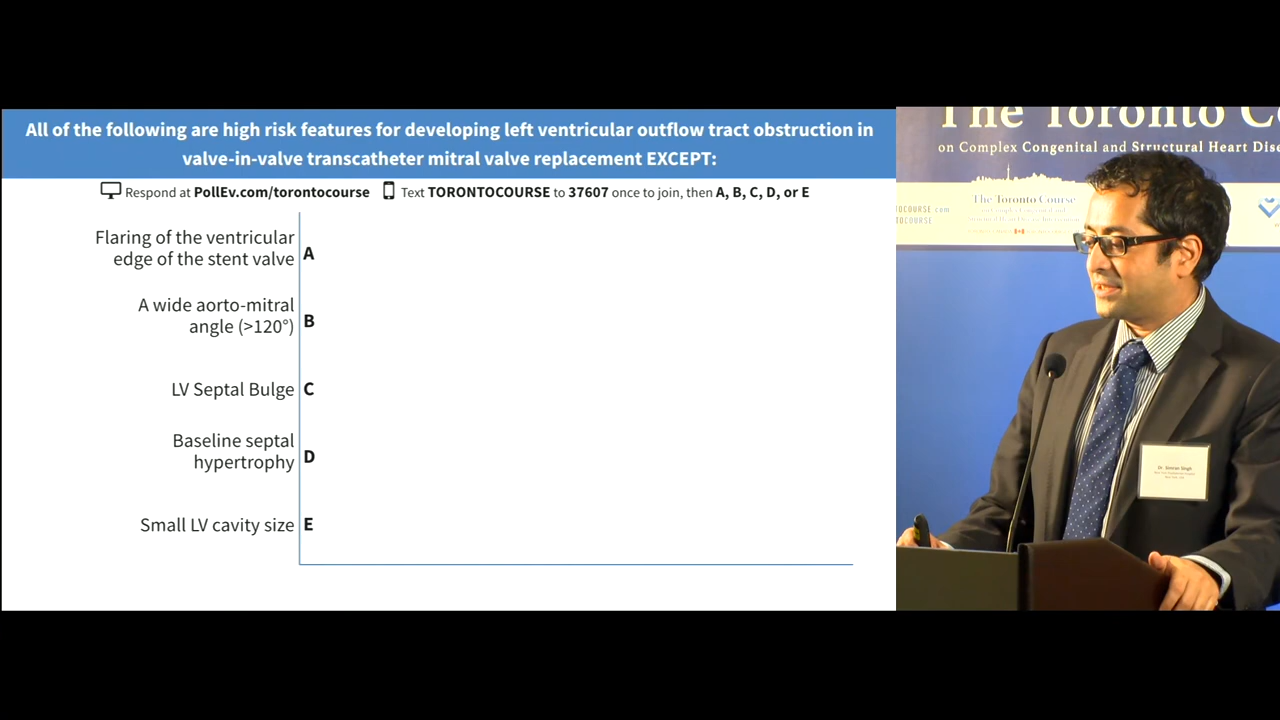 All of the following are high risk features for developing left ventricular outflow tract obstruction in
valve-in-valve transcatheter mitral valve replacement EXCEPT:
Respond at PollEv.com/torontocourse Text TORONTOCOURSE to 37607 once to join, then A, B, C, D, or E
Flaring of the ventricular
edge of the stent valve A
A wide aorto-mitral
angle (>120°) B
LV Septal Bulge C
Baseline septal
hypertrophy D
Small LV cavity size E
The Toronto C
on Complex Congenital and Structural Heart Dise
The Toronto Course
Dr. Simran Singh